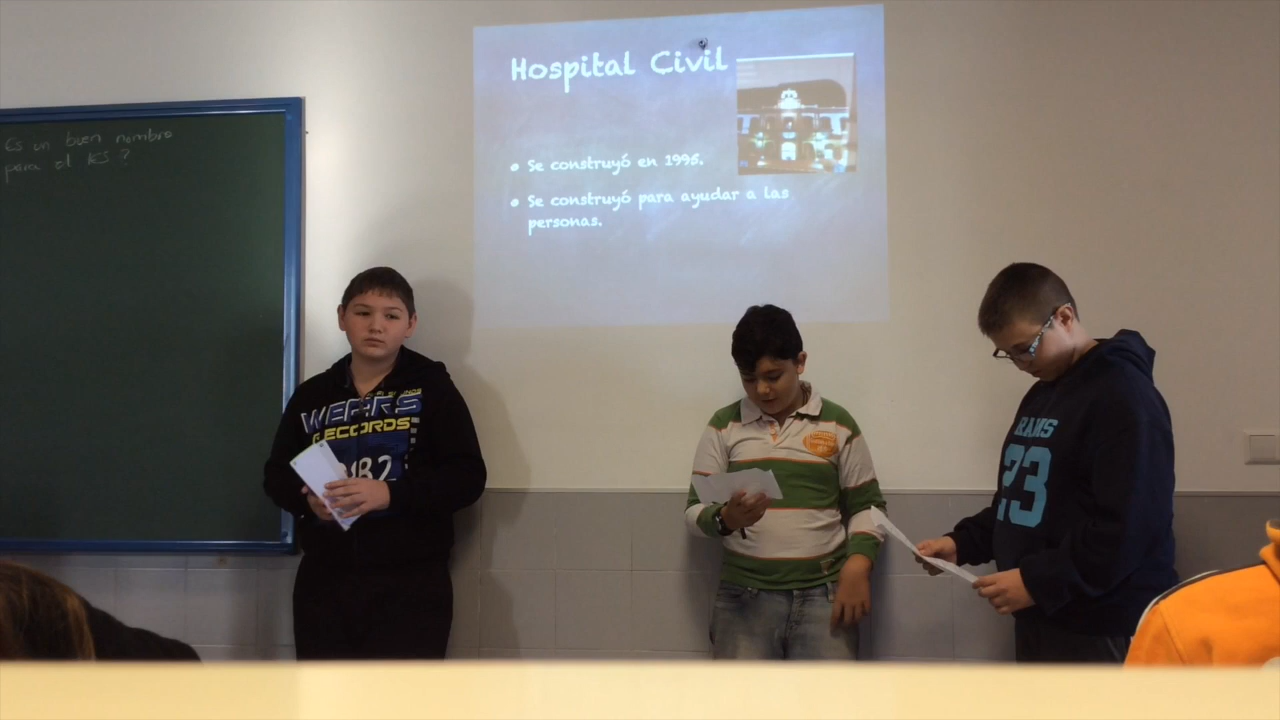 Es un buen nombre
para el IES?
Hospital Civil
• Se construyó en 1995.
• Se construyó para ayudar a las
personas.
WEARS
RECORDS
RAMS
23